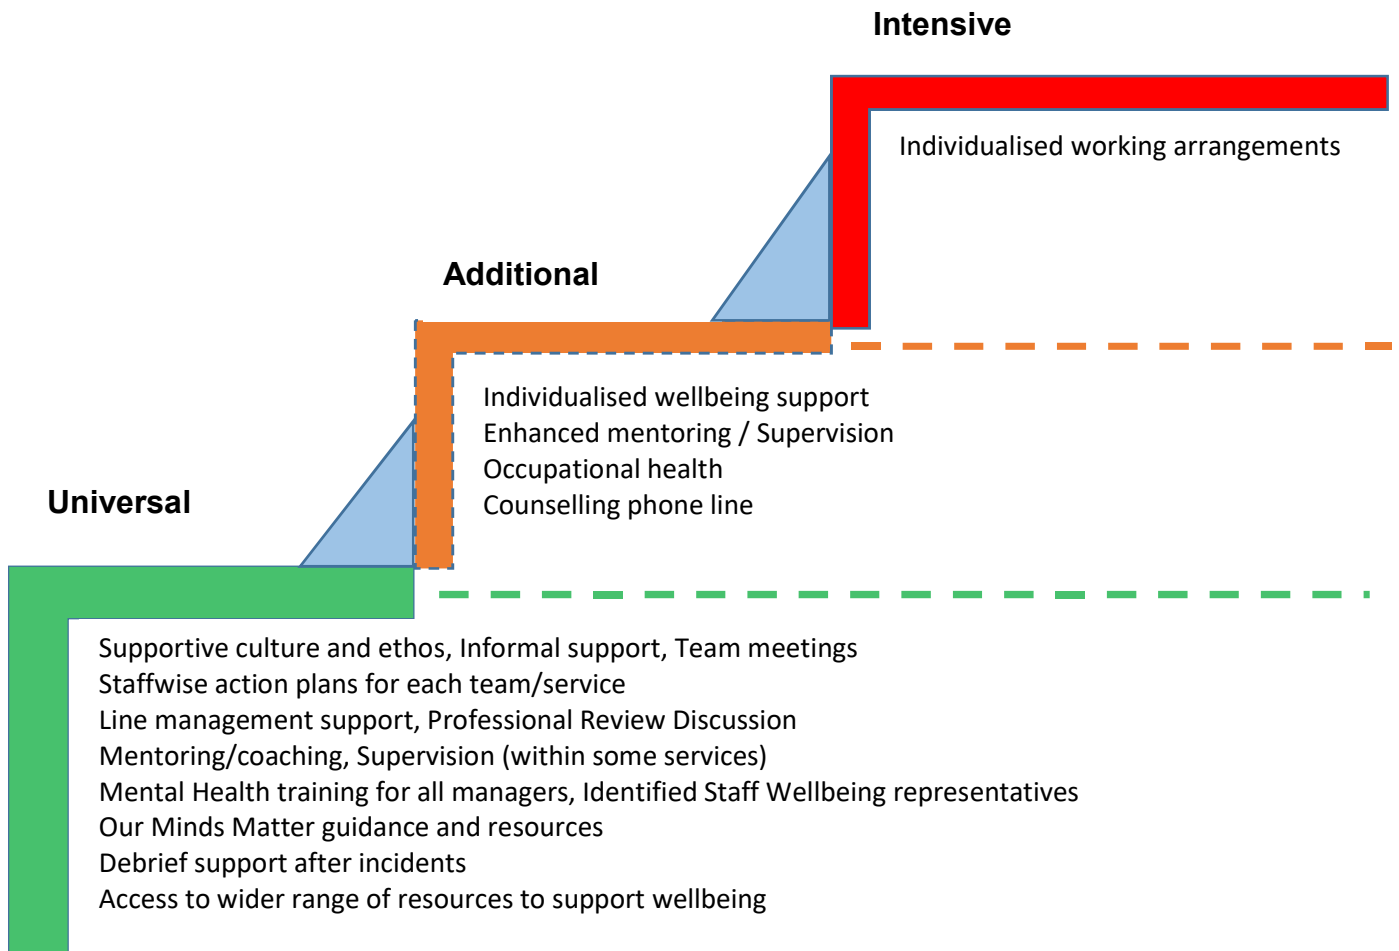 Intensive
Individualised working arrangements
Additional
Individualised wellbeing support
Enhanced mentoring / Supervision
Occupational health
Counselling phone line
Universal
Supportive culture and ethos, Informal support, Team meetings
Staffwise action plans for each team/service
Line management support, Professional Review Discussion
Mentoring/coaching, Supervision (within some services)
Mental Health training for all managers, Identified Staff Wellbeing representatives
Our Minds Matter guidance and resources
Debrief support after incidents
Access to wider range of resources to support wellbeing